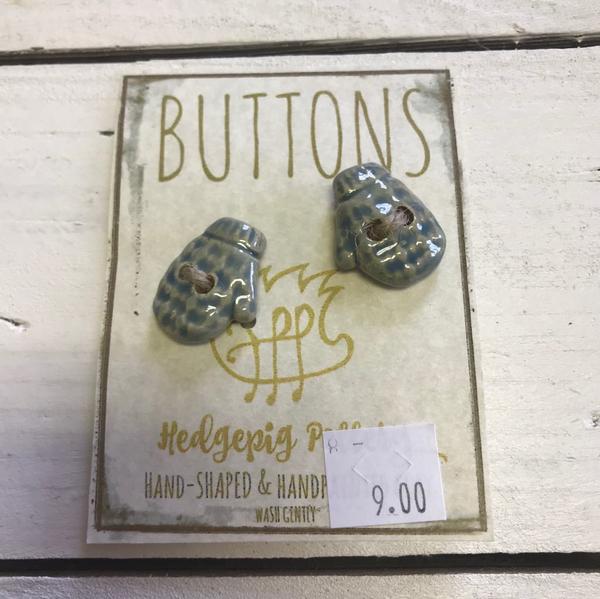 BUTTONS
Hedgepig
HAND-SHAPED &
WASH GENTLY
9.00